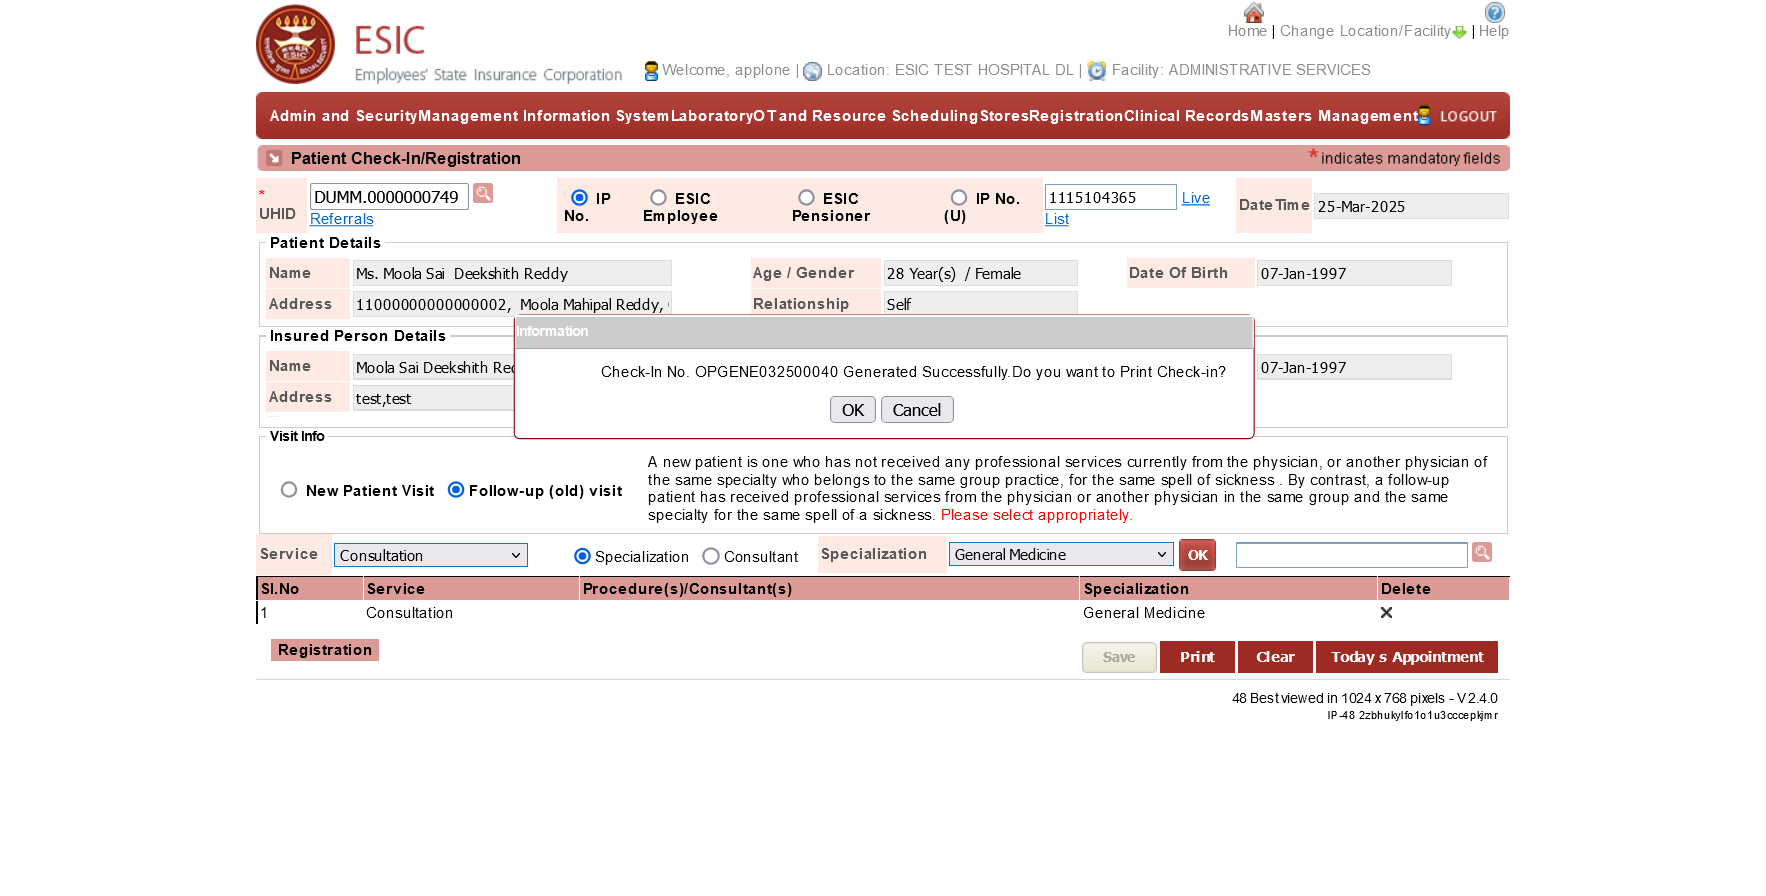 Home | Change Location/Facility | Help
ESIC
Employees' State Insurance Corporation
Welcome, applone | Location: ESIC TEST HOSPITAL DL | Facility: ADMINISTRATIVE SERVICES
Admin and Security Management Information System Laboratory OT and Resource Scheduling Stores Registration Clinical Records Masters Management LOGOUT
Patient Check-In/Registration * indicates mandatory fields
* UHID DUMM.0000000749 IP No. ESIC Employee ESIC Pensioner IP No. (U) 1115104365 Live List DateTime 25-Mar-2025
Referrals
Patient Details
Name Ms. Moola Sai Deekshith Reddy Age / Gender 28 Year(s) / Female Date Of Birth 07-Jan-1997
Address 11000000000000002, Moola Mahipal Reddy, Relationship Self
Insured Person Details
Information
Name Moola Sai Deekshith 07-Jan-1997
Check-In No. OPGENE032500040 Generated Successfully.Do you want to Print Check-in?
Address test,test
OK Cancel
Visit Info
New Patient Visit Follow-up (old) visit
A new patient is one who has not received any professional services currently from the physician, or another physician of
the same specialty who belongs to the same group practice, for the same spell of sickness . By contrast, a follow-up
patient has received professional services from the physician or another physician in the same group and the same
specialty for the same spell of a sickness. Please select appropriately.
Service Consultation Specialization Consultant Specialization General Medicine OK
Sl.No Service Procedure(s)/Consultant(s) Specialization Delete
1 Consultation General Medicine
Registration Save Print Clear Today s Appointment
48 Best viewed in 1024 x 768 pixels - V 2.4.0